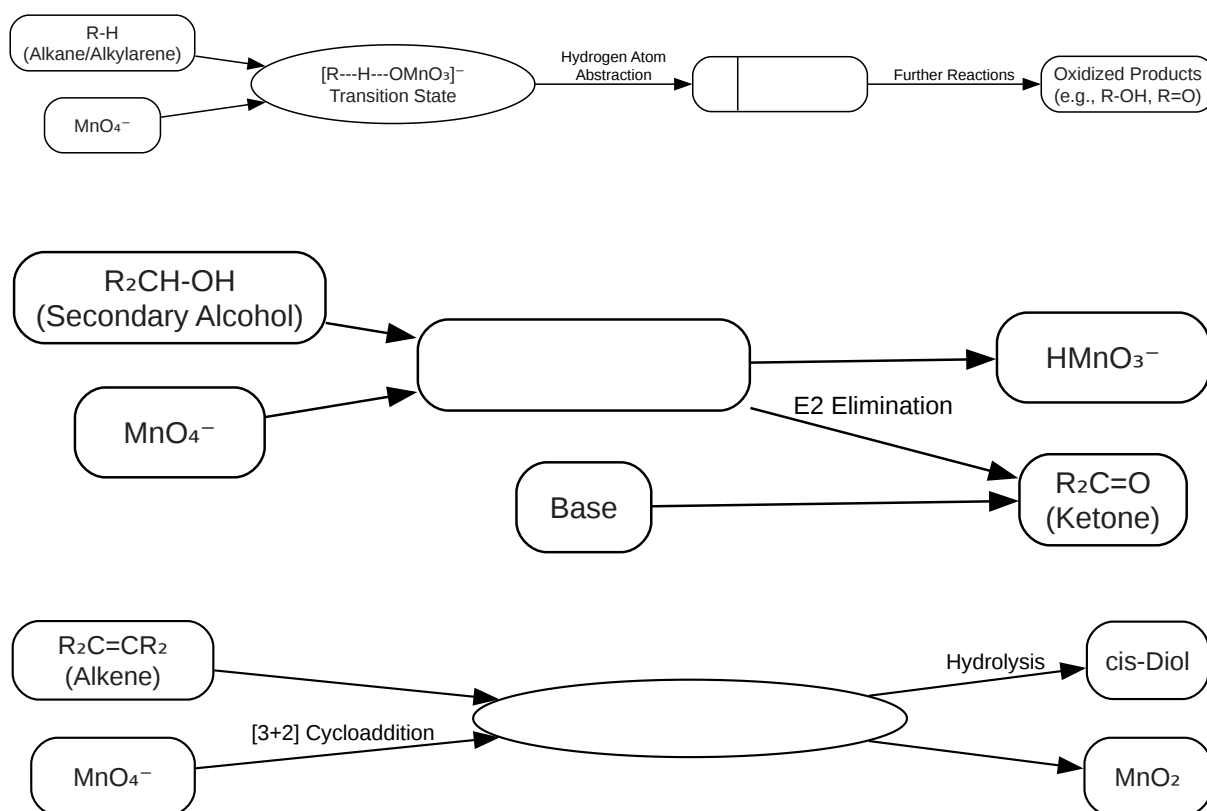 R-H
(Alkane/Alkylarene)
MnO₄⁻
[R---H---OMnO₃]⁻
Transition State
Hydrogen Atom
Abstraction
Further Reactions
Oxidized Products
(e.g., R-OH, R=O)
R₂CH-OH
(Secondary Alcohol)
MnO₄⁻
HMnO₃⁻
E2 Elimination
Base
R₂C=O
(Ketone)
R₂C=CR₂
(Alkene)
[3+2] Cycloaddition
MnO₄⁻
Hydrolysis
cis-Diol
MnO₂